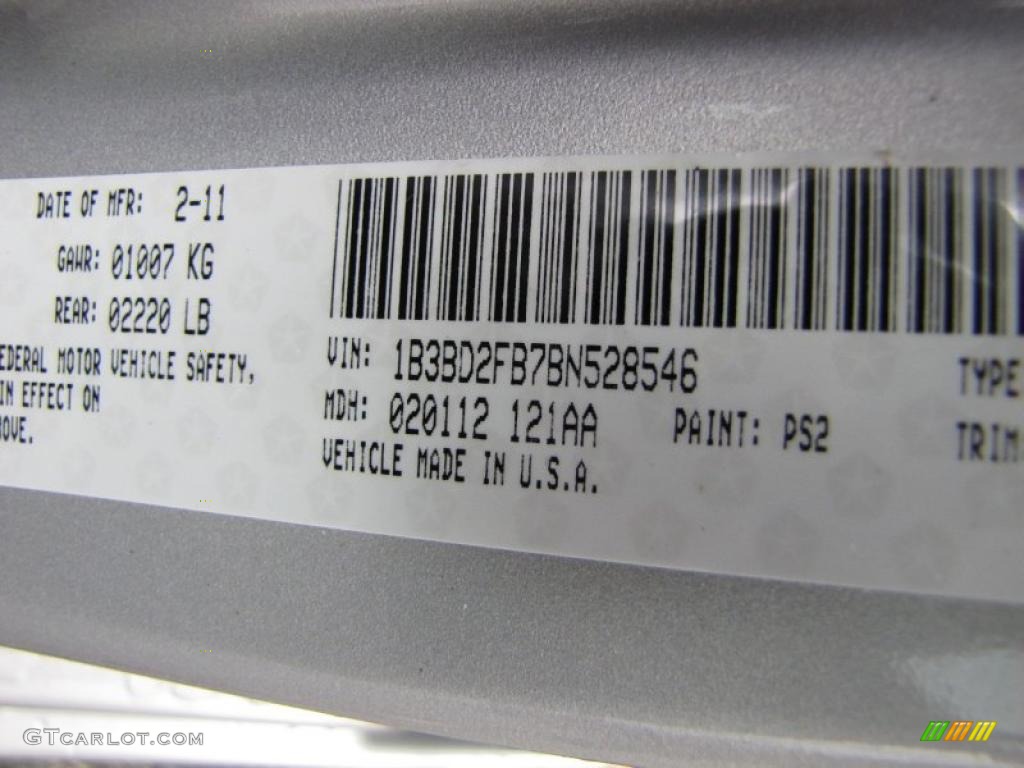 DATE OF MFR: 2-11
GAWR: 01007 KG
REAR: 02220 LB
EDERAL MOTOR VEHICLE SAFETY,
IN EFFECT ON
BOVE.
VIN: 1B3BD2FB7BN528546
MDH: 020112 121AA PAINT: PS2
VEHICLE MADE IN U.S.A.
TYPE
TRIM
GTCARLOT.COM